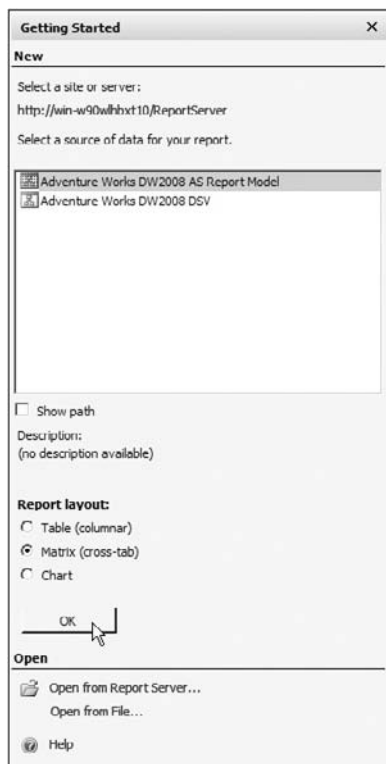 Getting Started
New
Select a site or server:
http://win-w90wlhbxt10/ReportServer
Select a source of data for your report.
Adventure Works DW2008 AS Report Model
Adventure Works DW2008 DSV
Show path
Description:
(no description available)
Report layout:
Table (columnar)
Matrix (cross-tab)
Chart
OK
Open
Open from Report Server...
Open from File...
Help